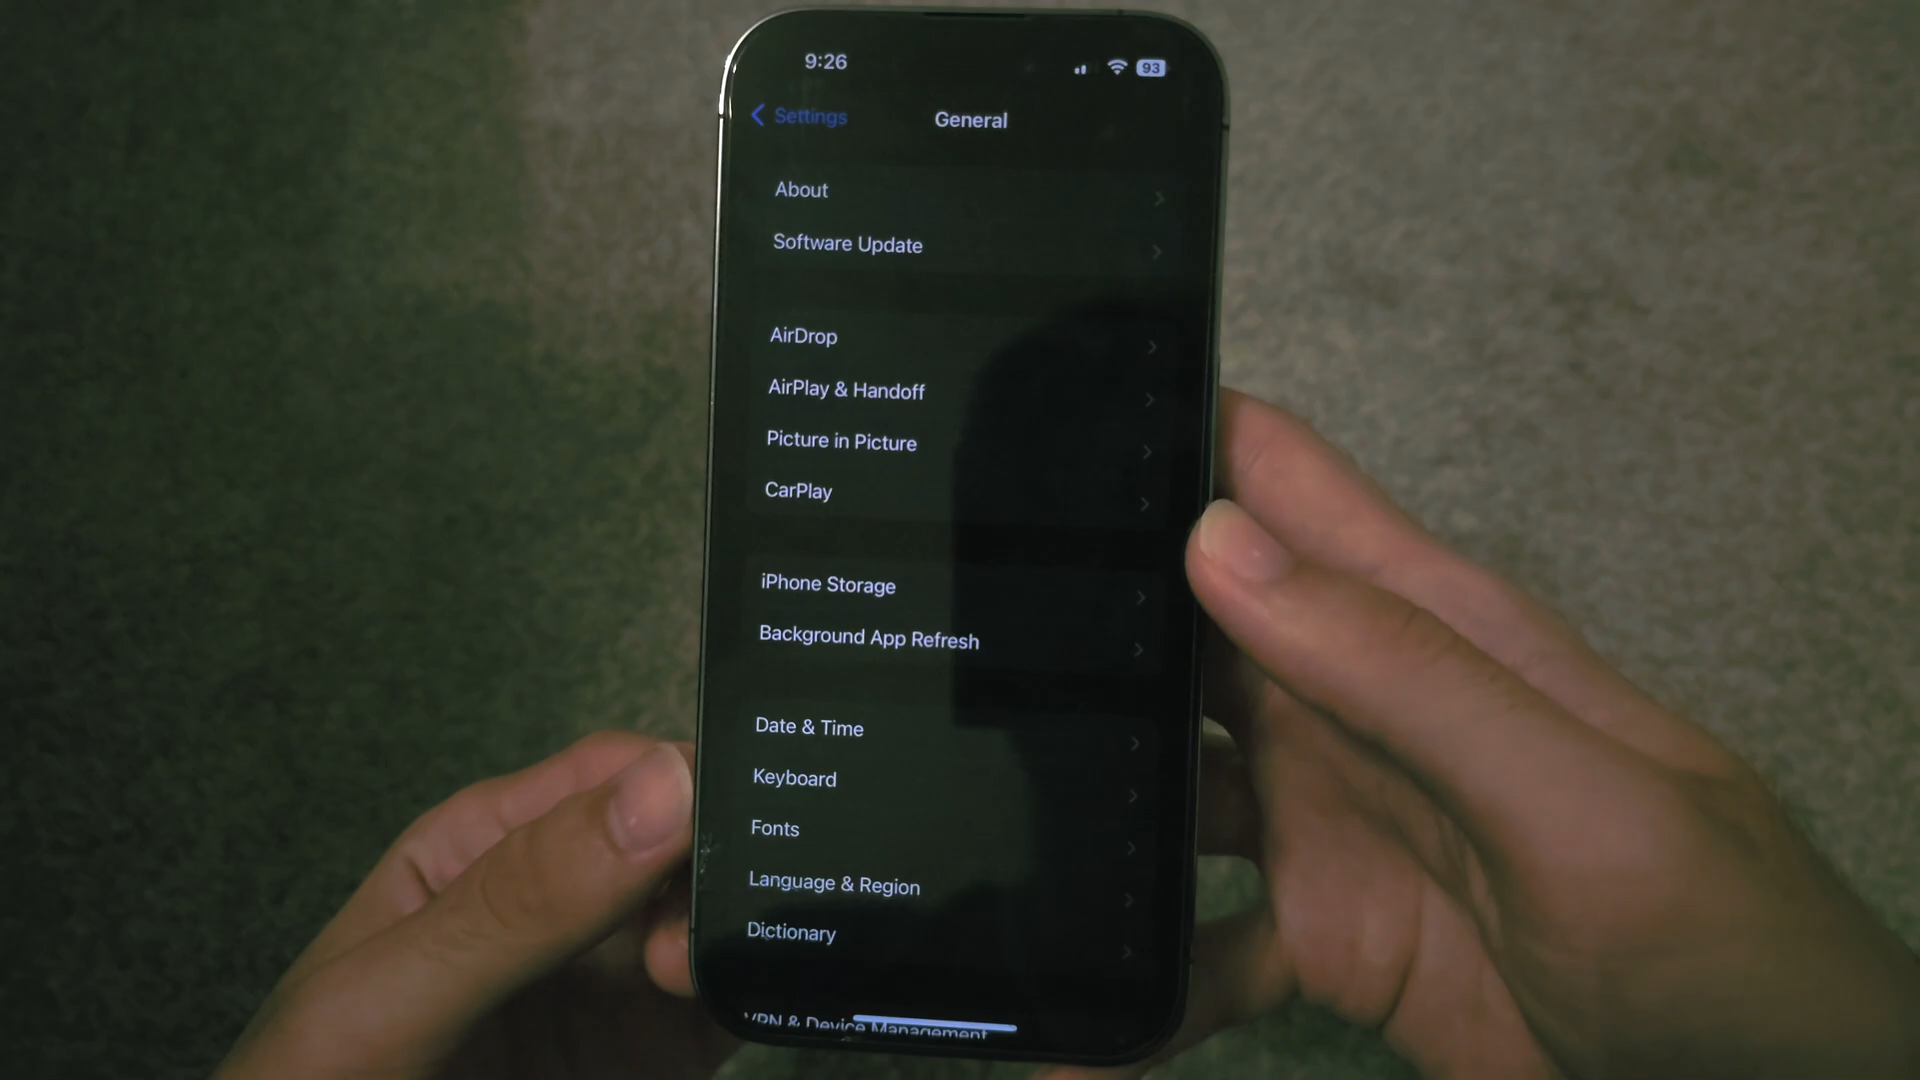 9:26
93
Settings
General
About
Software Update
AirDrop
AirPlay & Handoff
Picture in Picture
CarPlay
iPhone Storage
Background App Refresh
Date & Time
Keyboard
Fonts
Language & Region
Dictionary
VPN & Device Management